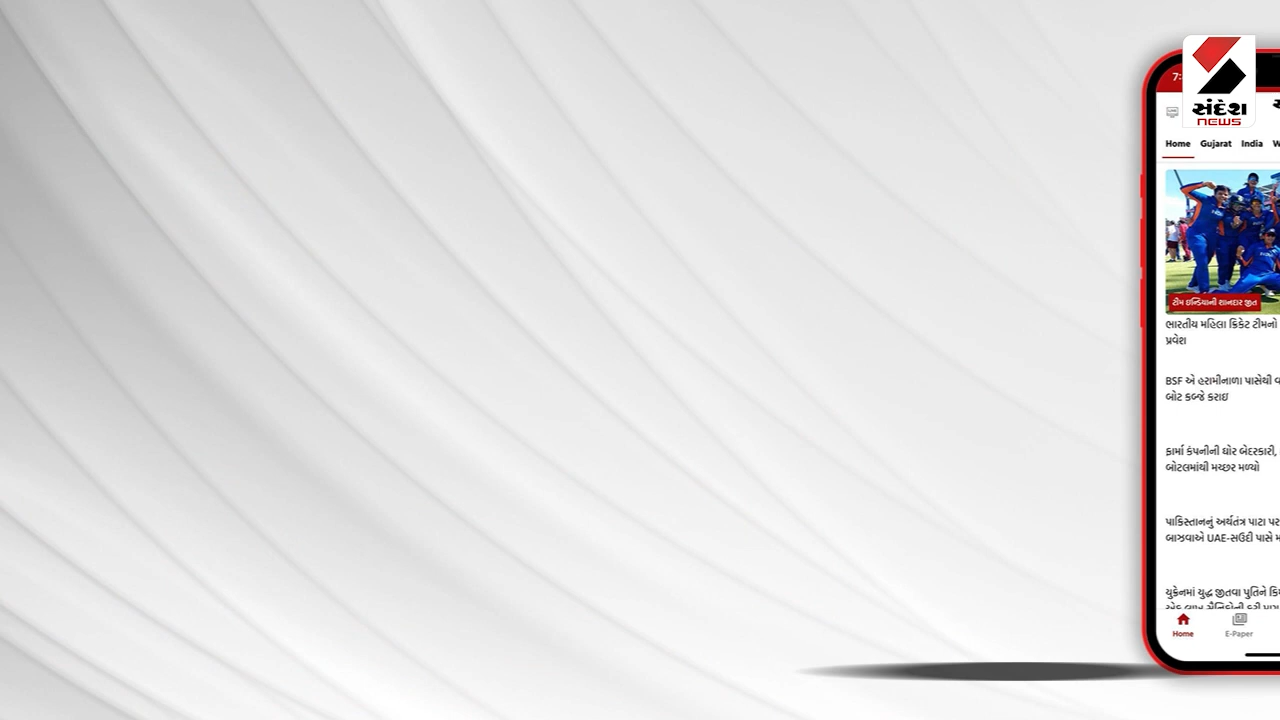 સંદેશ
NEWS
Home Gujarat India
ટીમ ઇન્ડિયાની શાનદાર જીત
ભારતીય મહિલા ક્રિકેટ ટીમનો
પ્રવેશ
BSF એ હરામીનાળા પાસેથી
બોટ કબ્જે કરાઇ
ફાર્મા કંપનીની ઘોર બેદરકારી,
બોટલમાંથી મચ્છર મળ્યો
પાકિસ્તાનનું અર્થતંત્ર પાટા પર
બાઝવાએ UAE-સઉદી પાસે
યુક્રેનમાં યુદ્ધ જીતવા પુતિને
Home E-Paper